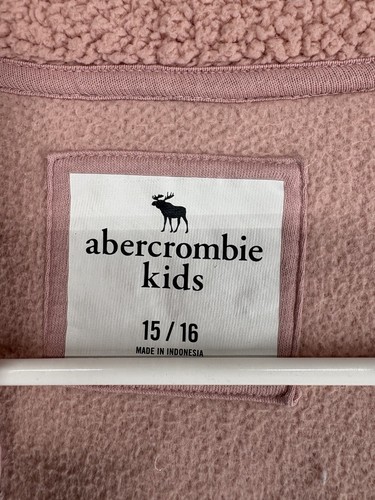 abercrombie
kids
15 / 16
MADE IN INDONESIA